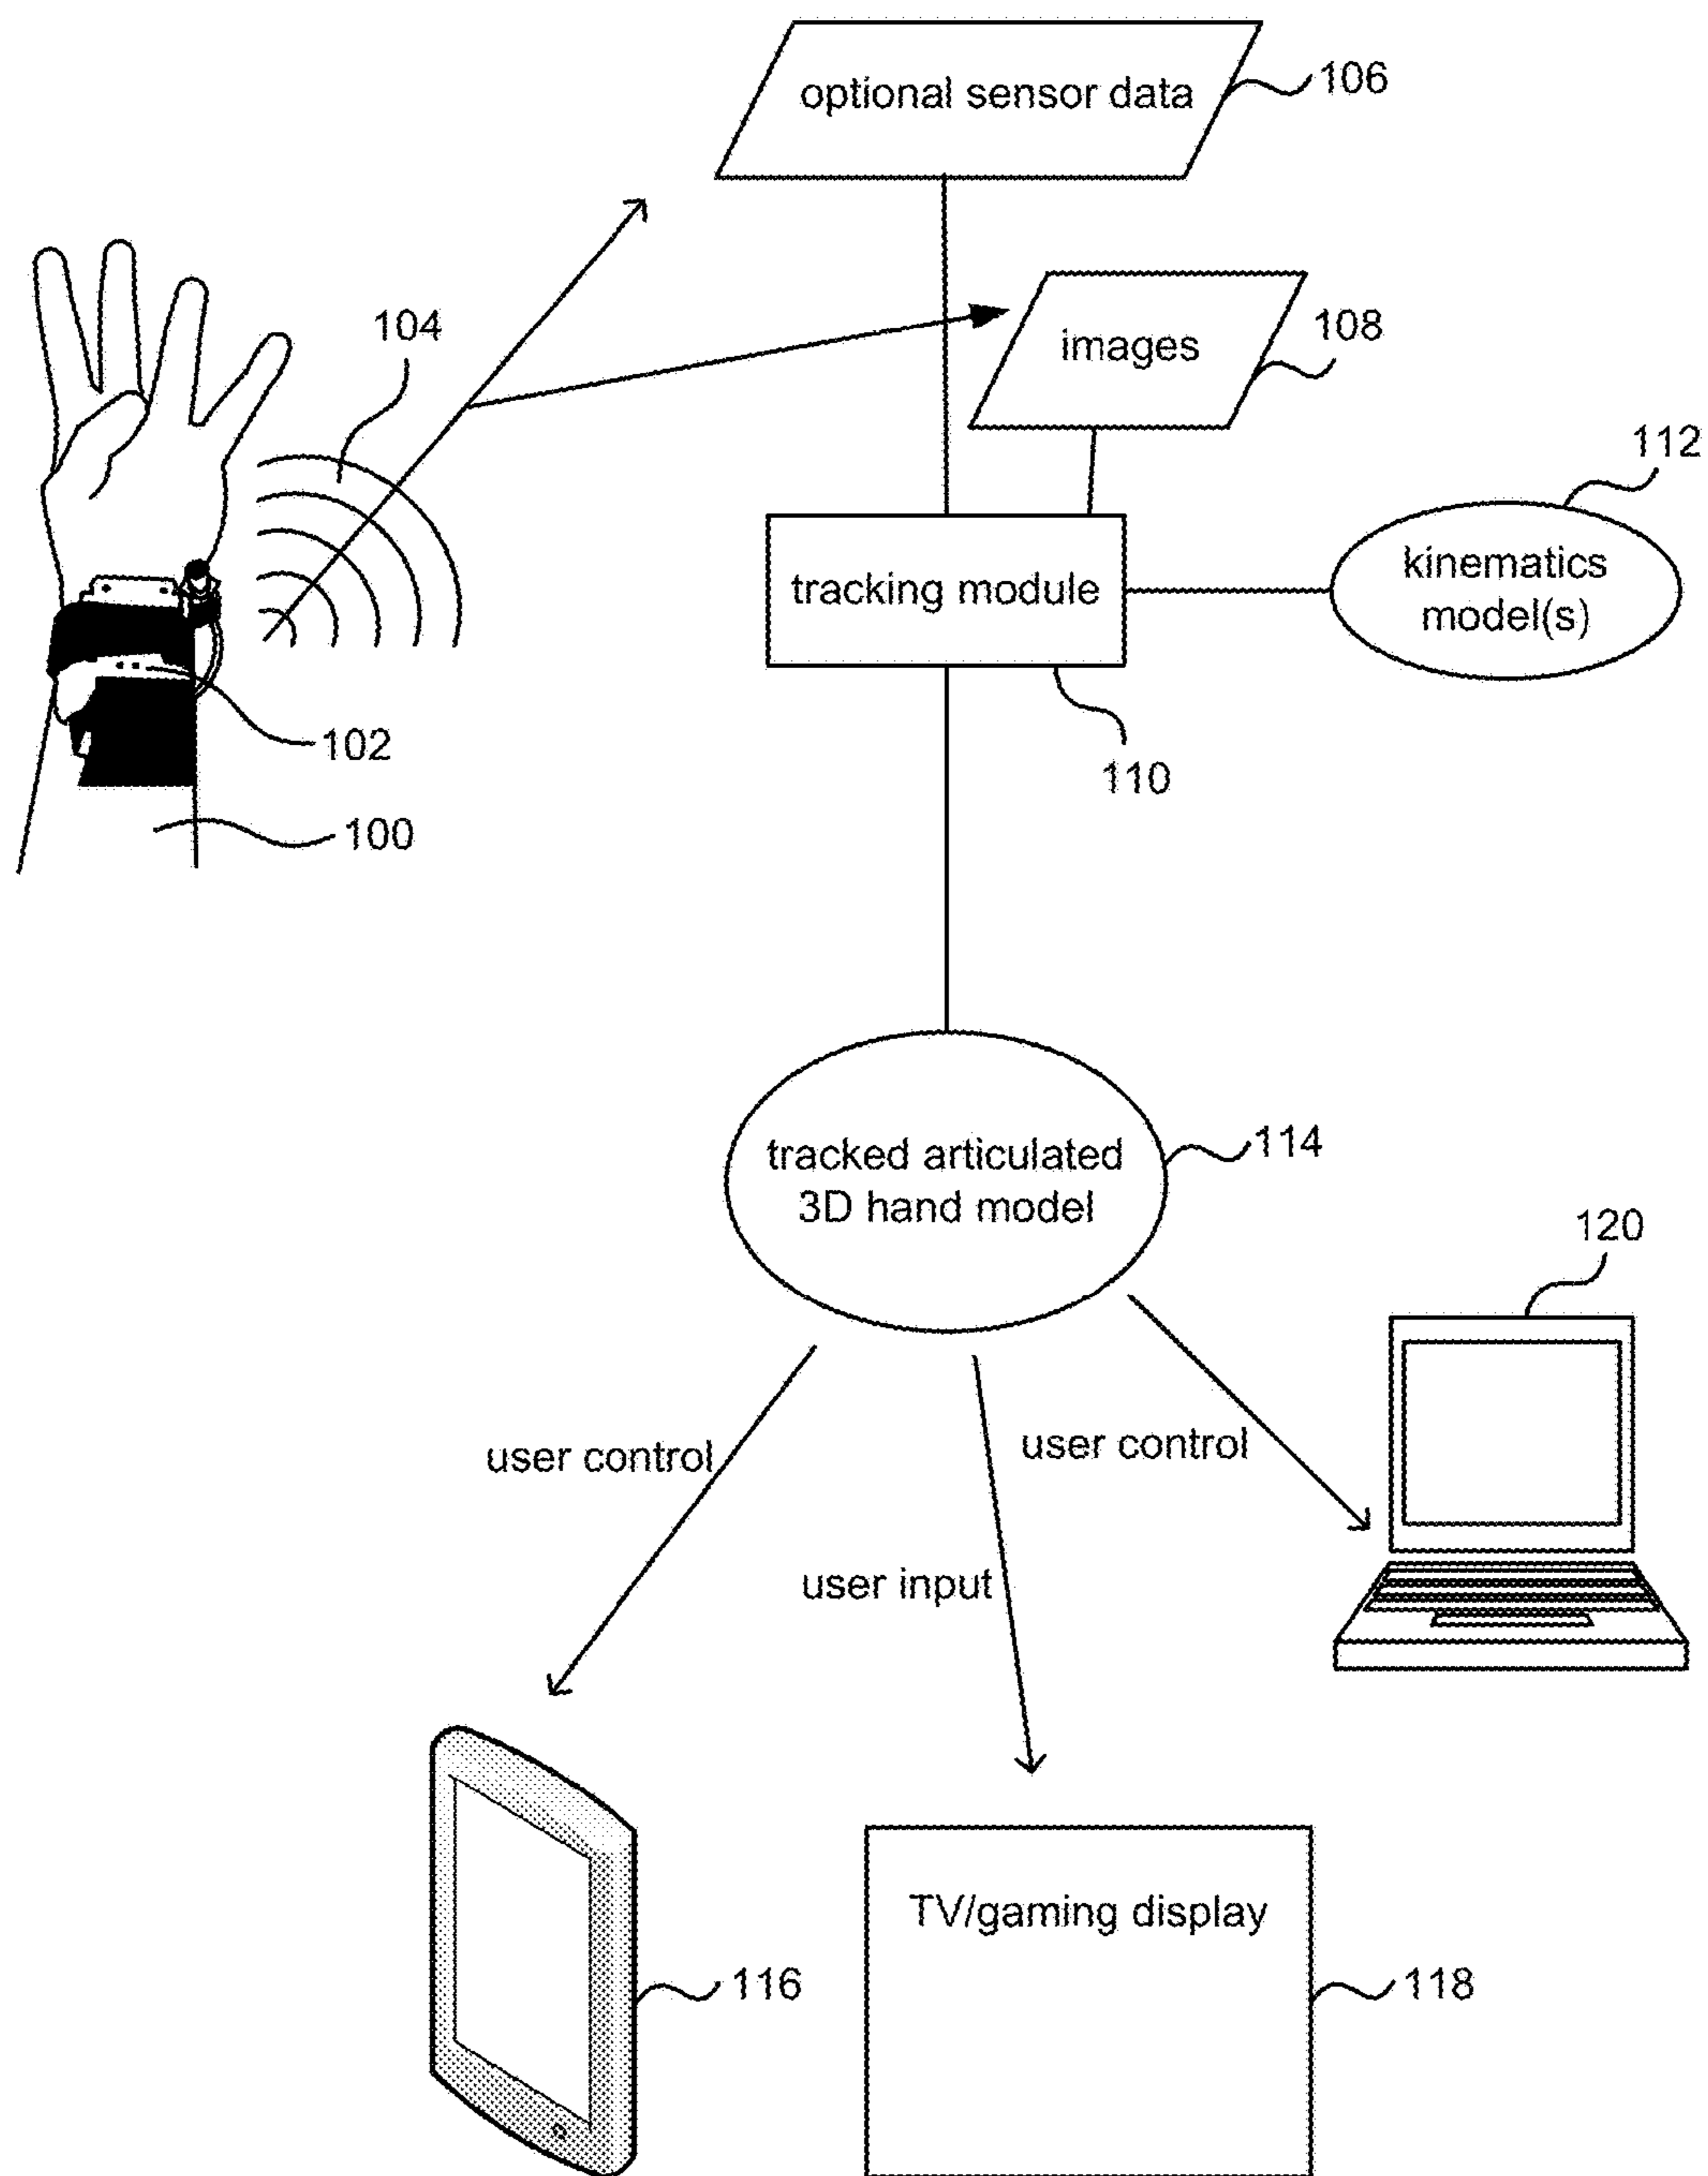 optional sensor data
106
104
images
108
112
tracking module
kinematics
model(s)
102
110
100
tracked articulated
3D hand model
114
120
user control
user control
user input
TV/gaming display
116
118